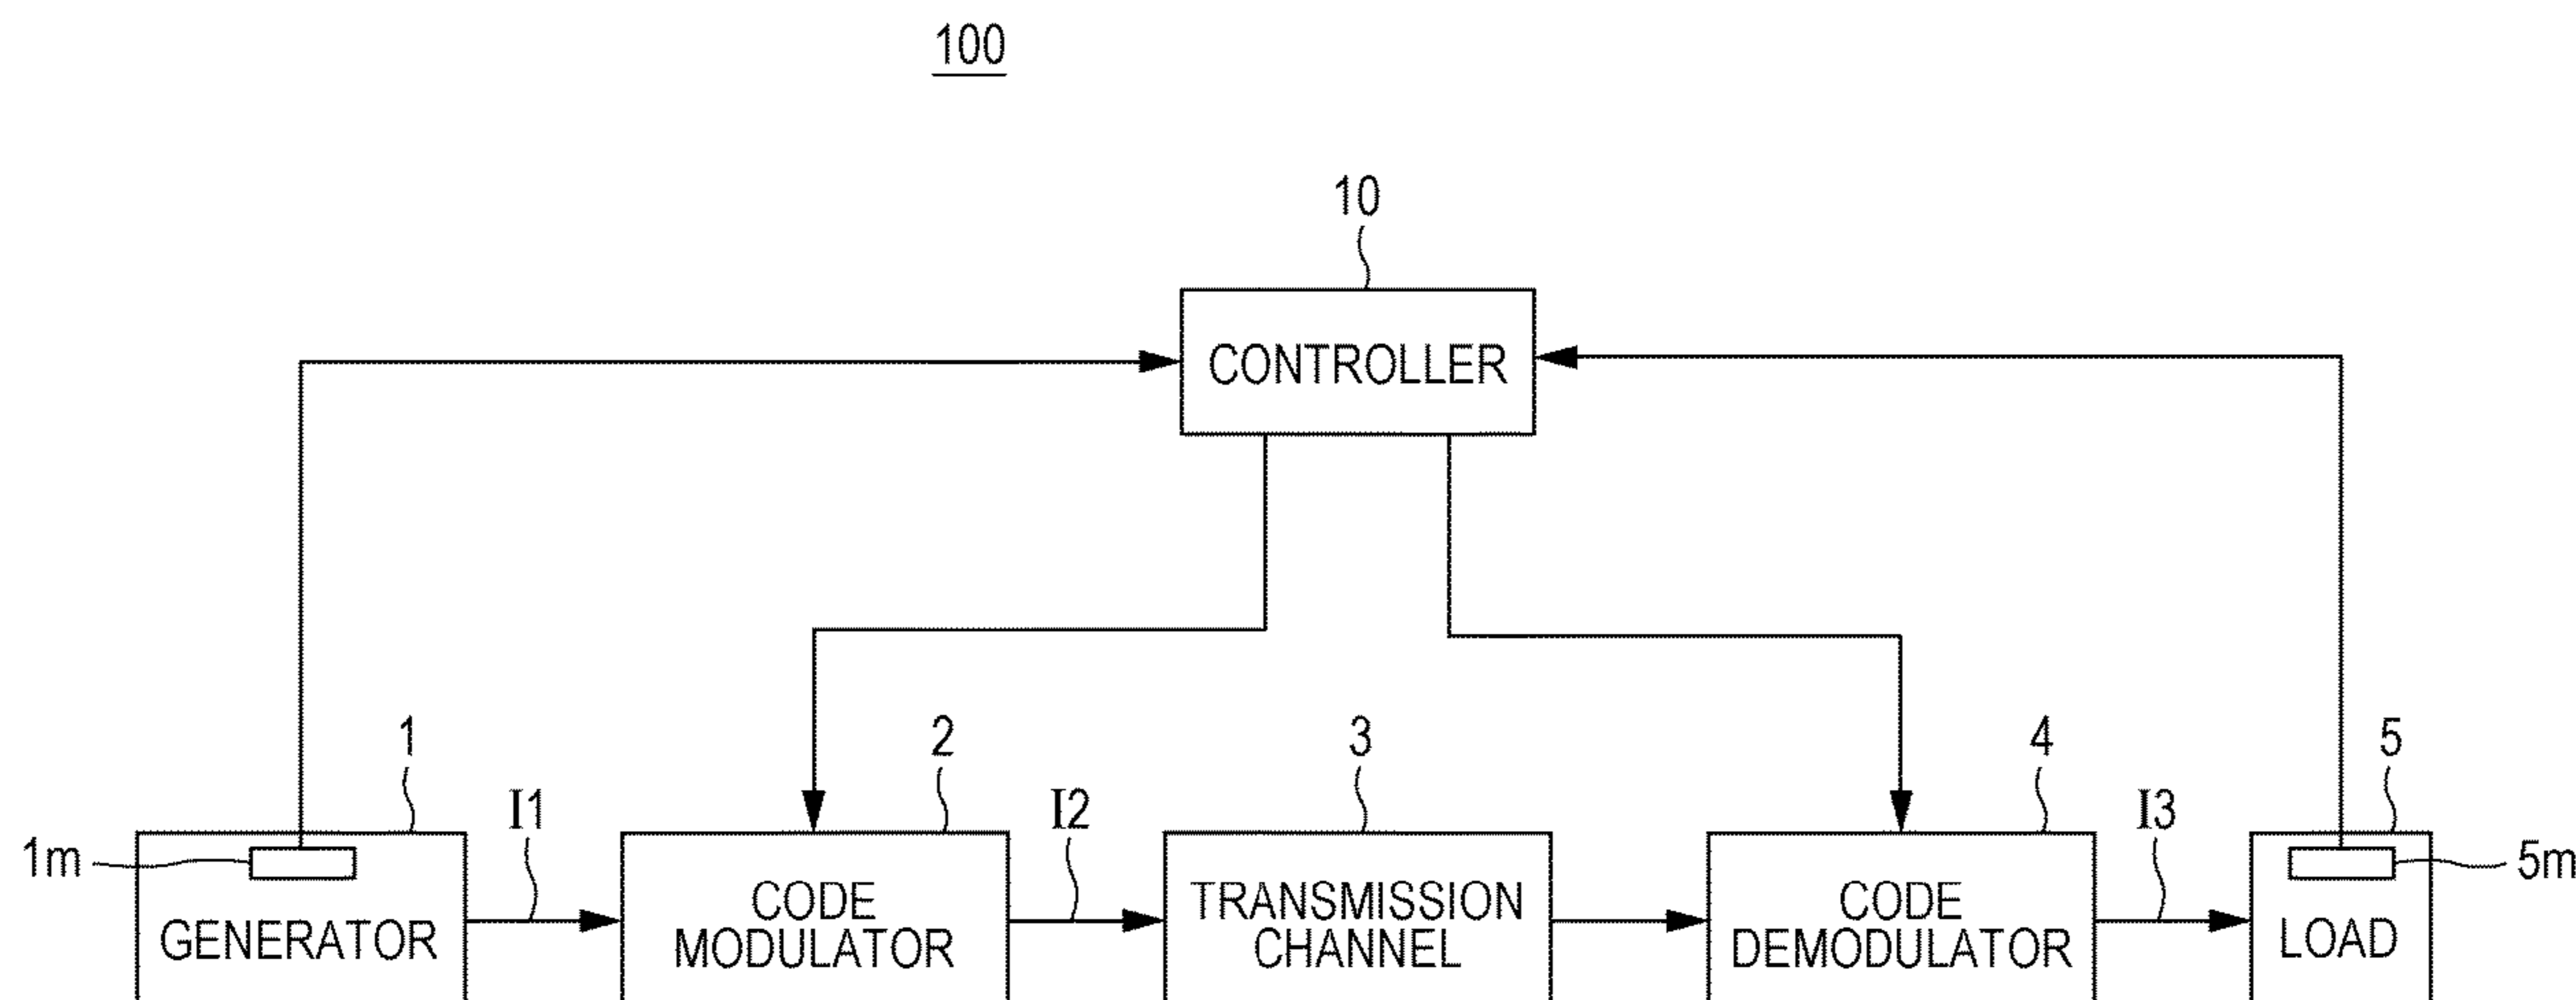 100
10
CONTROLLER
1
2
3
4
5
I1
I2
I3
1m
5m
GENERATOR
CODE
MODULATOR
TRANSMISSION
CHANNEL
CODE
DEMODULATOR
LOAD